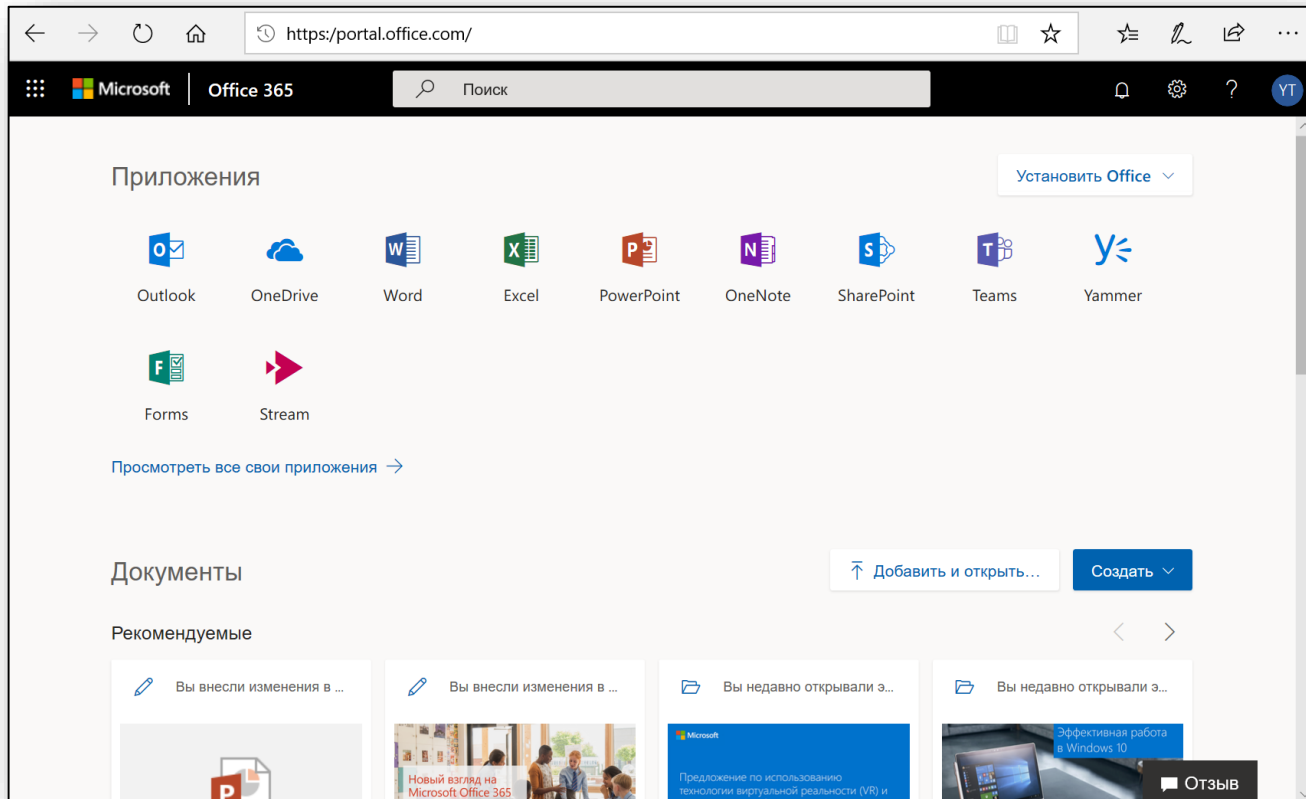 https:/portal.office.com/
Microsoft
Office 365
Поиск
YT
Приложения
Установить Office
Outlook
OneDrive
Word
Excel
PowerPoint
OneNote
SharePoint
Teams
Yammer
Forms
Stream
Просмотреть все свои приложения
Документы
Добавить и открыть...
Создать
Рекомендуемые
Вы внесли изменения в ...
Вы внесли изменения в ...
Вы недавно открывали э...
Вы недавно открывали э...
Новый взгляд на
Microsoft Office 365
Microsoft
Предложение по использованию
технологии виртуальной реальности (VR) и
Эффективная работа
в Windows 10
Отзыв